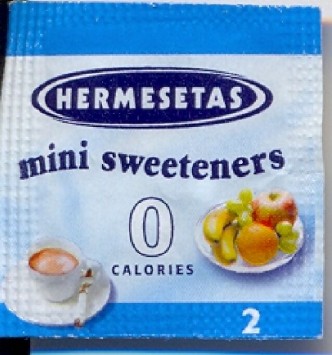 HERMESETAS
mini sweeteners
0
CALORIES
2